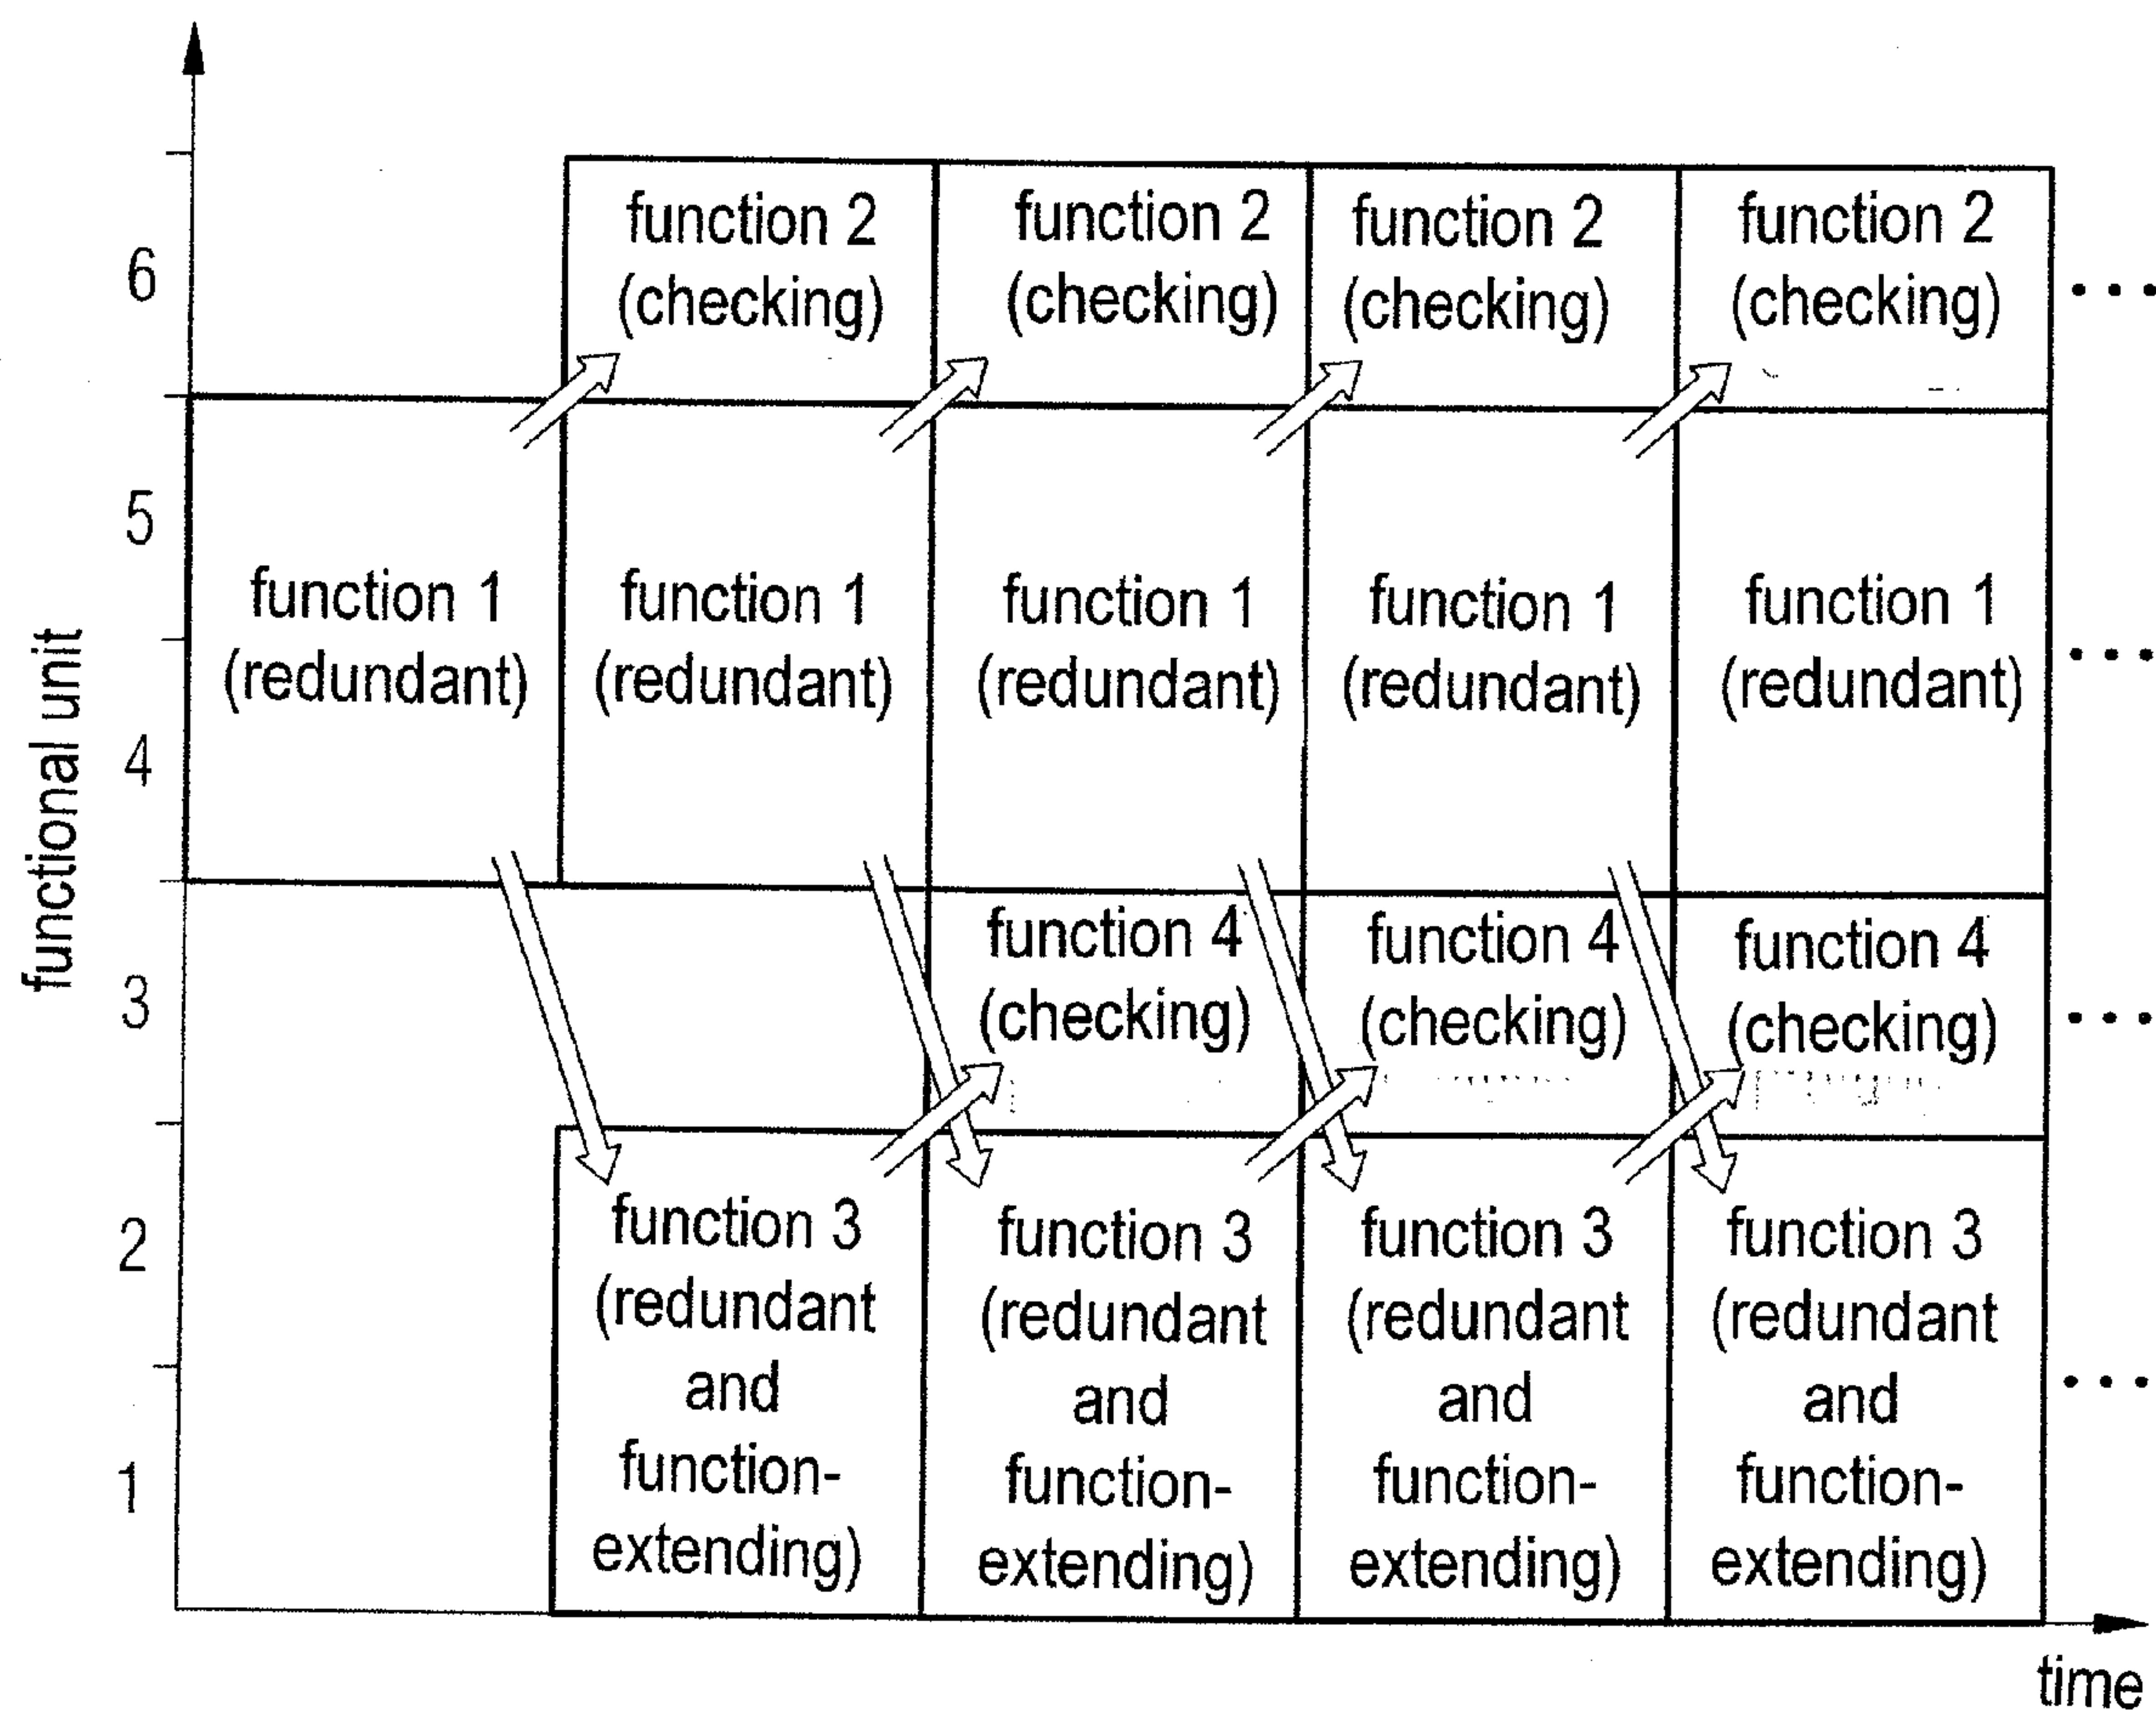 function 2
(checking)
function 2
(checking)
function 2
(checking)
function 2
(checking)
...
6
5
4
3
2
1
functional unit
function 1
(redundant)
function 1
(redundant)
function 1
(redundant)
function 1
(redundant)
function 1
(redundant)
...
function 4
(checking)
function 4
(checking)
function 4
(checking)
...
function 3
(redundant
and
function-
extending)
function 3
(redundant
and
function-
extending)
function 3
(redundant
and
function-
extending)
function 3
(redundant
and
function-
extending)
...
time